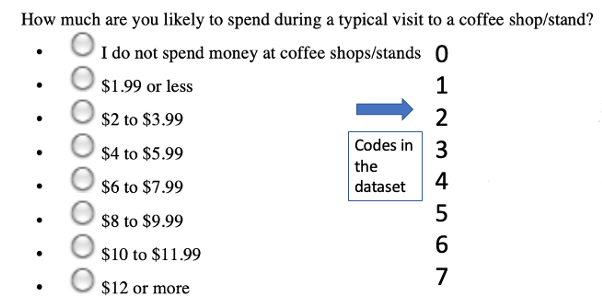 How much are you likely to spend during a typical visit to a coffee shop/stand?
I do not spend money at coffee shops/stands 0
$1.99 or less 1
$2 to $3.99 2
$4 to $5.99 3
$6 to $7.99 4
$8 to $9.99 5
$10 to $11.99 6
$12 or more 7
Codes in
the
dataset